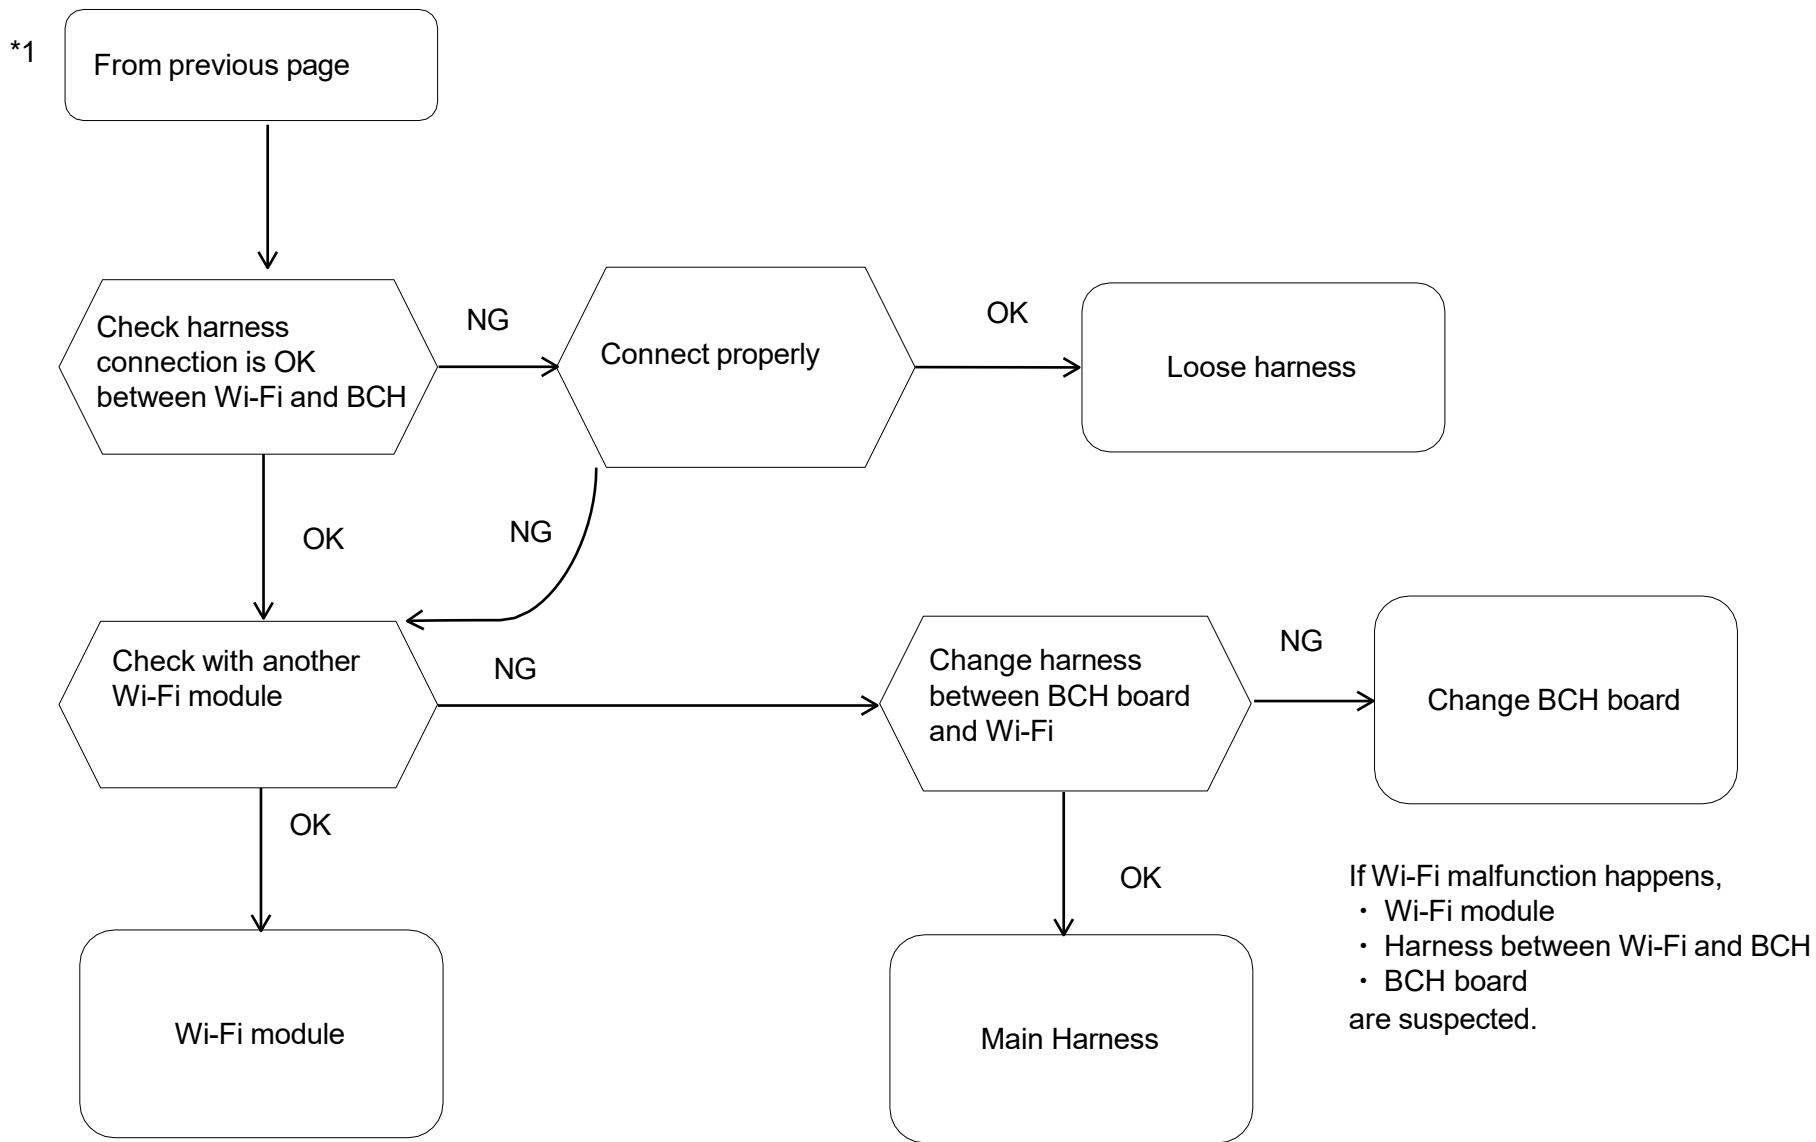 *1
From previous page
Check harness
connection is OK
between Wi-Fi and BCH
NG
Connect properly
OK
Loose harness
OK
NG
Check with another
Wi-Fi module
NG
Change harness
between BCH board
and Wi-Fi
NG
Change BCH board
OK
OK
Wi-Fi module
Main Harness
If Wi-Fi malfunction happens,
・ Wi-Fi module
・ Harness between Wi-Fi and BCH
・ BCH board
are suspected.